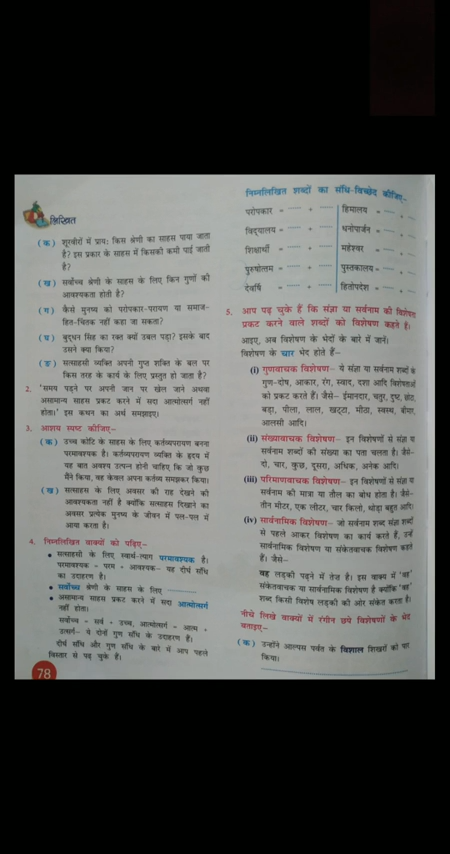 लिखित
(क) शूरवीरों में प्रायः किस श्रेणी का साहस पाया जाता
है? इस प्रकार के साहस में किसकी कमी पाई जाती
है?
(ख) सर्वोच्च श्रेणी के साहस के लिए किन गुणों की
आवश्यकता होती है?
(ग) कैसे मनुष्य को परोपकार-परायण या समाज-
हित-चिंतक नहीं कहा जा सकता?
(घ) बुद्धन सिंह का रक्त क्यों उबल पड़ा? इसके बाद
उसने क्या किया?
(ङ) सत्साहसी व्यक्ति अपनी गुप्त शक्ति के बल पर
किस तरह के कार्य के लिए प्रस्तुत हो जाता है?
2. 'समय पड़ने पर अपनी जान पर खेल जाने अथवा
असामान्य साहस प्रकट करने में सदा आत्मोत्सर्ग नहीं
होता।' इस कथन का अर्थ समझाइए।
3. आशय स्पष्ट कीजिए–
(क) उच्च कोटि के साहस के लिए कर्तव्यपरायण बनना
परमावश्यक है। कर्तव्यपरायण व्यक्ति के हृदय में
यह बात अवश्य उत्पन्न होनी चाहिए कि जो कुछ
मैंने किया, वह केवल अपना कर्तव्य समझकर किया।
(ख) सत्साहस के लिए अवसर की राह देखने की
आवश्यकता नहीं है क्योंकि सत्साहस दिखाने का
अवसर प्रत्येक मनुष्य के जीवन में पल-पल में
आया करता है।
4. निम्नलिखित वाक्यों को पढ़िए–
• सत्साहसी के लिए स्वार्थ-त्याग परमावश्यक है।
परमावश्यक = परम + आवश्यक– यह दीर्घ संधि
का उदाहरण है।
• सर्वोच्च श्रेणी के साहस के लिए
• असामान्य साहस प्रकट करने में सदा आत्मोत्सर्ग
नहीं होता।
सर्वोच्च = सर्व + उच्च, आत्मोत्सर्ग = आत्म +
उत्सर्ग– ये दोनों गुण संधि के उदाहरण हैं।
दीर्घ संधि और गुण संधि के बारे में आप पहले
विस्तार से पढ़ चुके हैं।
78
निम्नलिखित शब्दों का संधि-विच्छेद कीजिए–
परोपकार = + हिमालय = +
विद्यालय = + धनोपार्जन = +
शिक्षार्थी = + महेश्वर = +
पुरुषोत्तम = + पुस्तकालय = +
देवर्षि = + हितोपदेश = +
5. आप पढ़ चुके हैं कि संज्ञा या सर्वनाम की विशेषता
प्रकट करने वाले शब्दों को विशेषण कहते हैं।
आइए, अब विशेषण के भेदों के बारे में जानें।
विशेषण के चार भेद होते हैं–
(i) गुणवाचक विशेषण– ये संज्ञा या सर्वनाम शब्दों के
गुण-दोष, आकार, रंग, स्वाद, दशा आदि विशेषताओं
को प्रकट करते हैं। जैसे– ईमानदार, चतुर, दुष्ट, छोटा,
बड़ा, पीला, लाल, खट्टा, मीठा, स्वस्थ, बीमार,
आलसी आदि।
(ii) संख्यावाचक विशेषण– इन विशेषणों से संज्ञा या
सर्वनाम शब्दों की संख्या का पता चलता है। जैसे–
दो, चार, कुछ, दूसरा, अधिक, अनेक आदि।
(iii) परिमाणवाचक विशेषण– इन विशेषणों से संज्ञा या
सर्वनाम की मात्रा या तौल का बोध होता है। जैसे–
तीन मीटर, एक लीटर, चार किलो, थोड़ा बहुत आदि।
(iv) सार्वनामिक विशेषण– जो सर्वनाम शब्द संज्ञा शब्दों
से पहले आकर विशेषण का कार्य करते हैं, उन्हें
सार्वनामिक विशेषण या संकेतवाचक विशेषण कहते
हैं। जैसे–
वह लड़की पढ़ने में तेज है। इस वाक्य में 'वह'
संकेतवाचक या सार्वनामिक विशेषण है क्योंकि 'वह'
शब्द किसी विशेष लड़की की ओर संकेत करता है।
नीचे लिखे वाक्यों में रंगीन छपे विशेषणों के भेद
बताइए–
(क) उन्होंने आल्पस पर्वत के विशाल शिखरों को पार
किया।